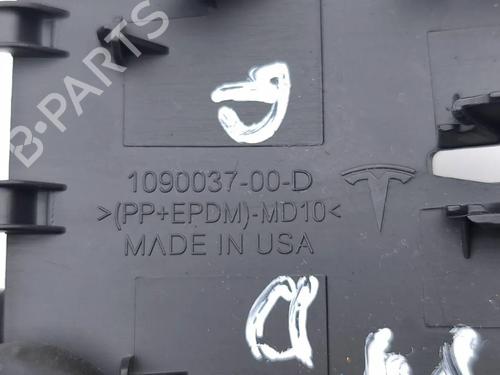 B-PARTS
1090037-00-D
>(PP+EPDM)-MD10<
MADE IN USA